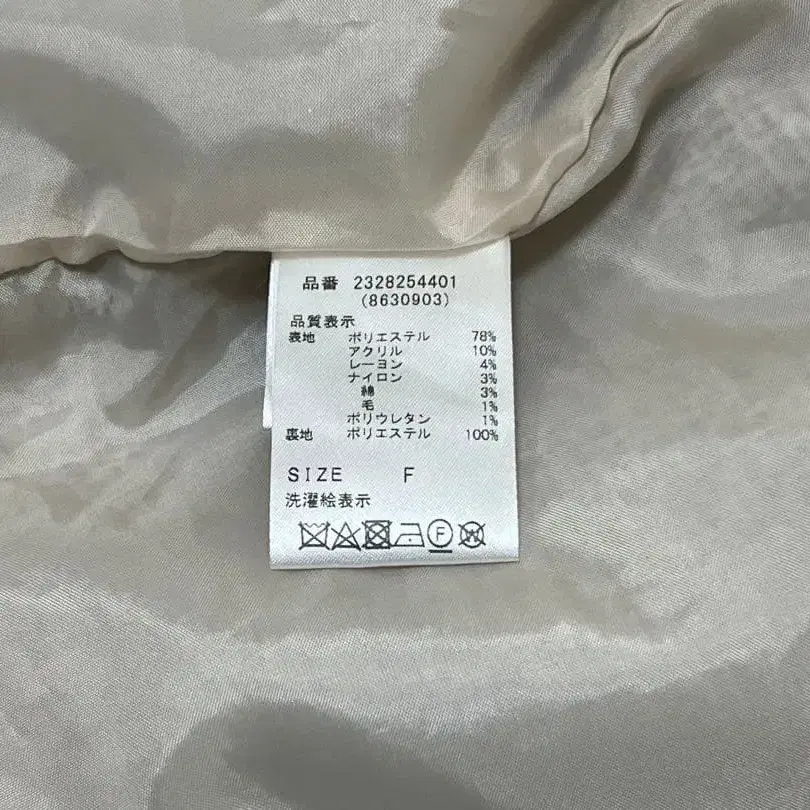 品番 2328254401
(8630903)
品質表示
表地 ポリエステル 78%
アクリル 10%
レーヨン 4%
ナイロン 3%
綿 3%
毛 1%
ポリウレタン 1%
裏地 ポリエステル 100%
SIZE F
洗濯絵表示
F W